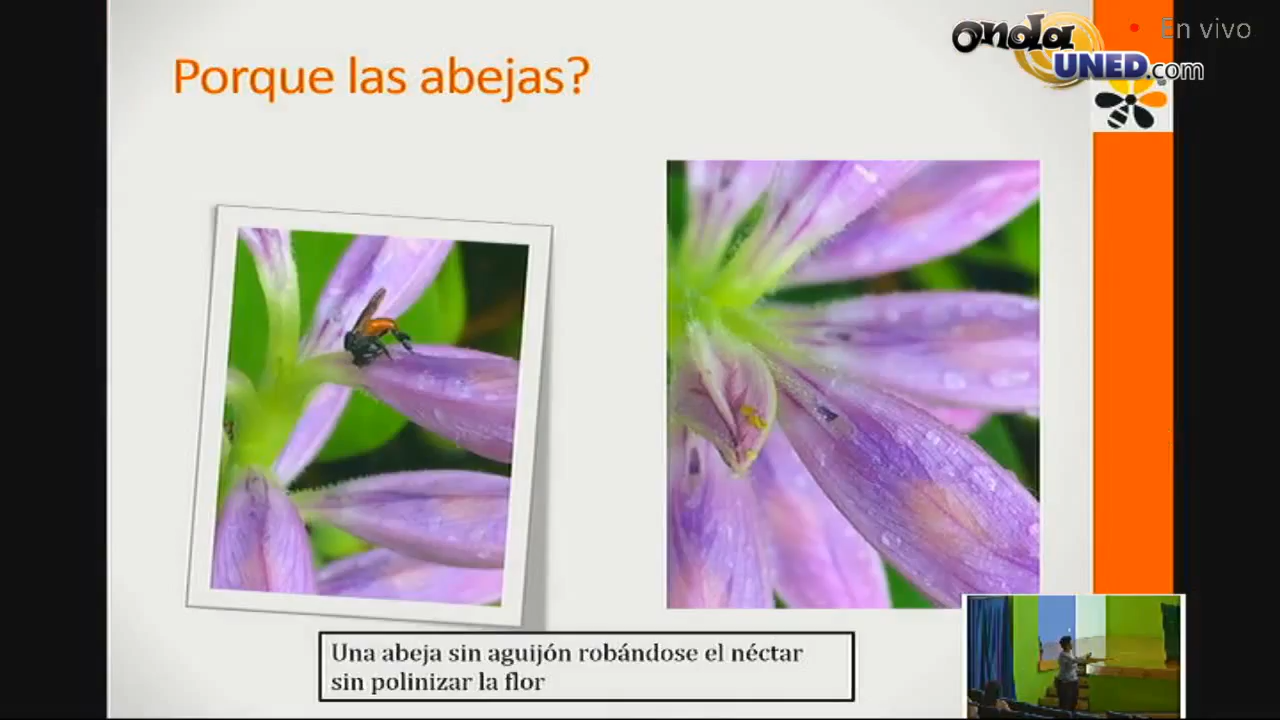 onda
UNED.com
En vivo
Porque las abejas?
Una abeja sin aguijón robándose el néctar
sin polinizar la flor